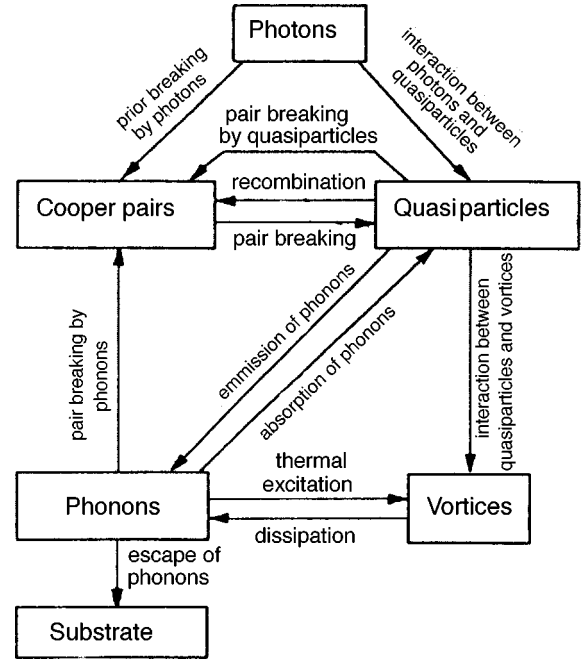 Photons
prior breaking
by photons
interaction between
photons and
quasiparticles
pair breaking
by quasiparticles
Cooper pairs
recombination
Quasiparticles
pair breaking
pair breaking by
phonons
emmission of phonons
absorption of phonons
interaction between
quasiparticles and vortices
Phonons
thermal
excitation
Vortices
dissipation
escape of
phonons
Substrate